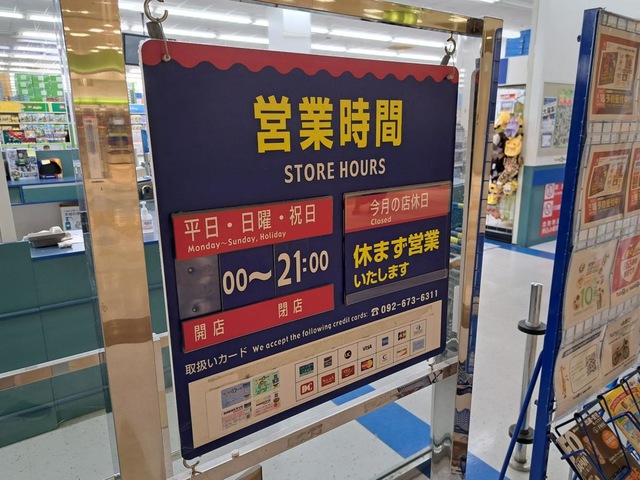 営業時間
STORE HOURS
平日・日曜・祝日
Monday~Sunday, Holiday
00~21:00
開店 閉店
今月の店休日
Closed
休まず営業
いたします
☎ 092-673-6311
取扱いカード We accept the following credit cards:
VISA